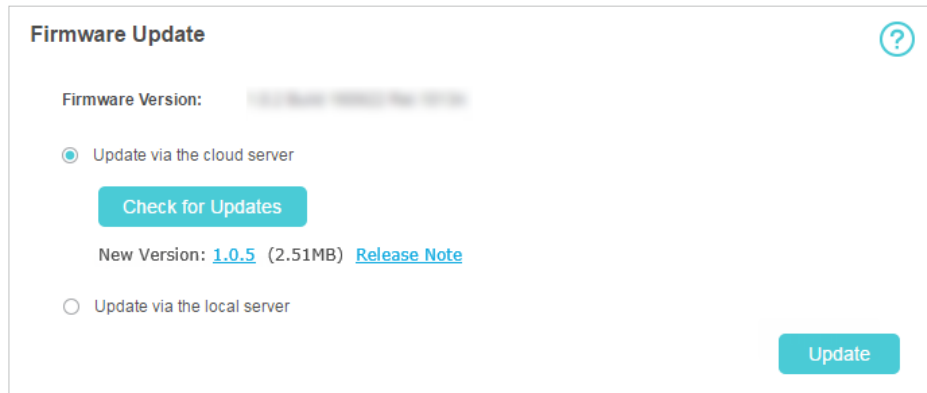 Firmware Update
?
Firmware Version:
Update via the cloud server
Check for Updates
New Version: 1.0.5 (2.51MB) Release Note
Update via the local server
Update